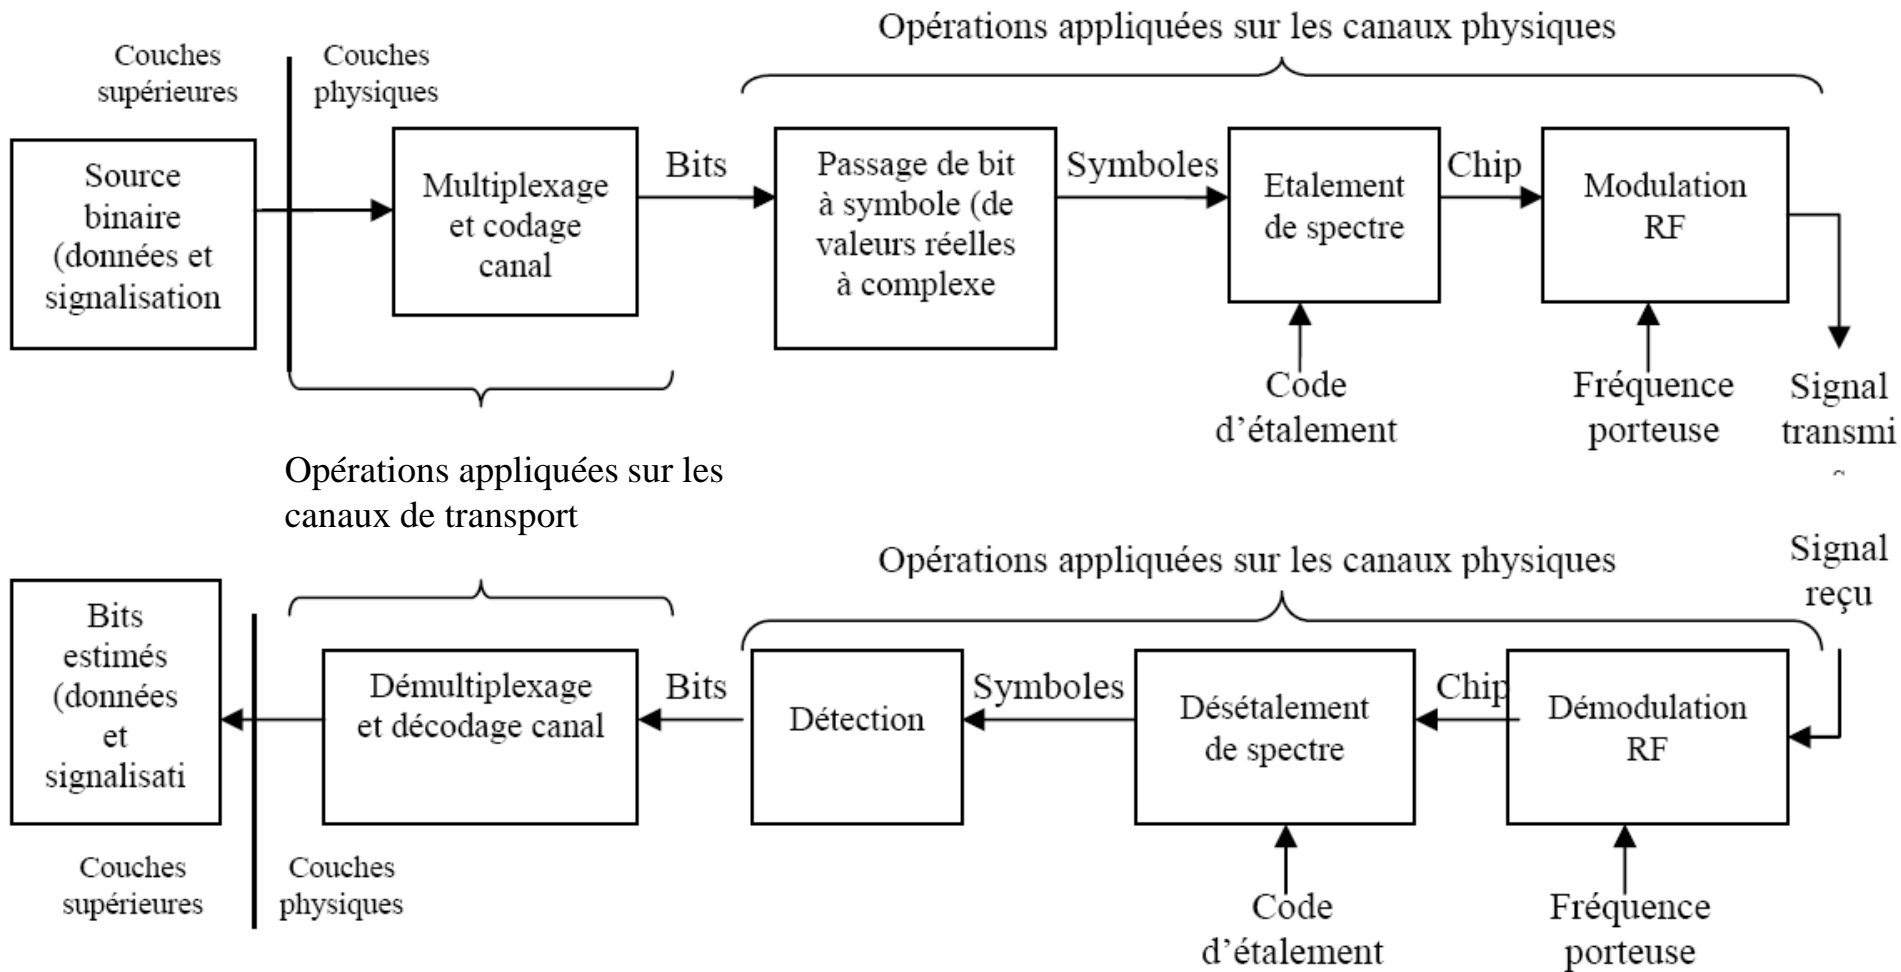 Opérations appliquées sur les canaux physiques
Couches
supérieures
Couches
physiques
Source
binaire
(données et
signalisation
Multiplexage
et codage
canal
Bits
Passage de bit
à symbole (de
valeurs réelles
à complexe
Symboles
Etalement
de spectre
Chip
Modulation
RF
Code
d’étalement
Fréquence
porteuse
Signal
transmi
Opérations appliquées sur les
canaux de transport
Opérations appliquées sur les canaux physiques
Signal
reçu
Bits
estimés
(données
et
signalisati
Démultiplexage
et décodage canal
Bits
Détection
Symboles
Désétalement
de spectre
Chip
Démodulation
RF
Couches
supérieures
Couches
physiques
Code
d’étalement
Fréquence
porteuse